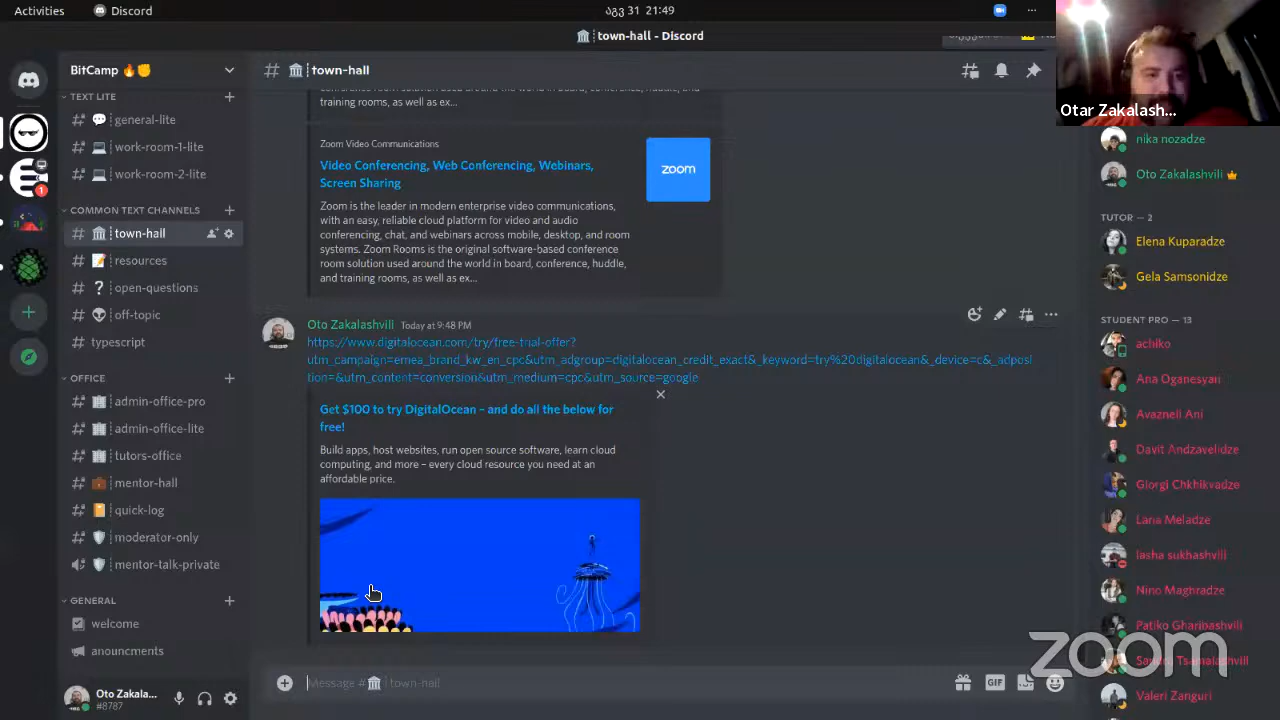 Activities
Discord
აგვ 31 21:49
town-hall - Discord
BitCamp
# town-hall
TEXT LITE
general-lite
work-room-1-lite
work-room-2-lite
COMMON TEXT CHANNELS
town-hall
resources
open-questions
off-topic
typescript
OFFICE
admin-office-pro
admin-office-lite
tutors-office
mentor-hall
quick-log
moderator-only
mentor-talk-private
GENERAL
welcome
anouncments
Oto Zakala...
#8787
1
training rooms, as well as ex...
Zoom Video Communications
Video Conferencing, Web Conferencing, Webinars,
Screen Sharing
Zoom is the leader in modern enterprise video communications,
with an easy, reliable cloud platform for video and audio
conferencing, chat, and webinars across mobile, desktop, and room
systems. Zoom Rooms is the original software-based conference
room solution used around the world in board, conference, huddle,
and training rooms, as well as ex...
zoom
Oto Zakalashvili Today at 9:48 PM
https://www.digitalocean.com/try/free-trial-offer?
utm_campaign=emea_brand_kw_en_cpc&utm_adgroup=digitalocean_credit_exact&_keyword=try%20digitalocean&_device=c&_adposi
tion=&utm_content=conversion&utm_medium=cpc&utm_source=google
Get $100 to try DigitalOcean – and do all the below for
free!
Build apps, host websites, run open source software, learn cloud
computing, and more – every cloud resource you need at an
affordable price.
Message # town-hall
GIF
Otar Zakalash...
nika nozadze
Oto Zakalashvili
TUTOR — 2
Elena Kuparadze
Gela Samsonidze
STUDENT PRO — 13
achiko
Ana Oganesyan
Avazneli Ani
Davit Andzavelidze
Giorgi Chkhikvadze
Lana Meladze
lasha sukhashvili
Nino Maghradze
Patiko Gharibashvili
Sandro Tsamalashvili
Valeri Zanguri
zoom